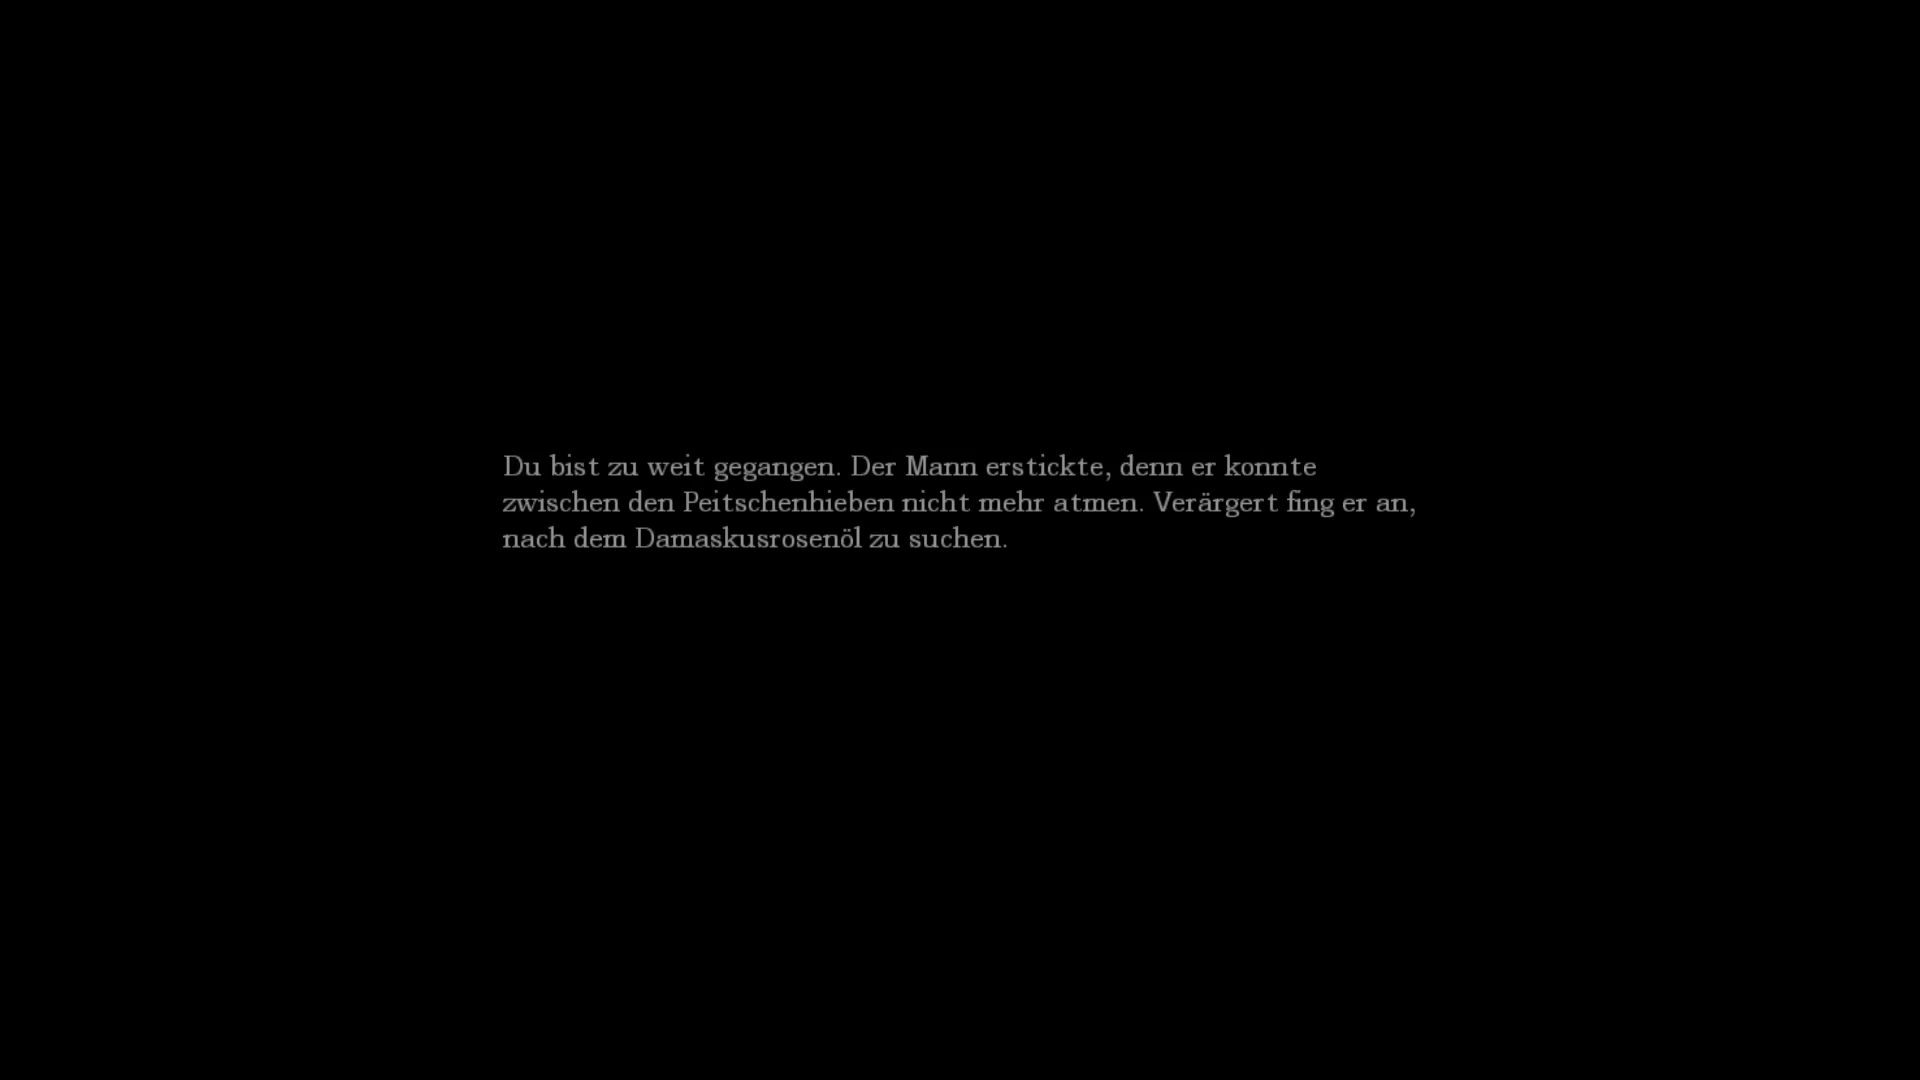 Du bist zu weit gegangen. Der Mann erstickte, denn er konnte
zwischen den Peitschenhieben nicht mehr atmen. Verärgert fing er an,
nach dem Damaskusrosenöl zu suchen.